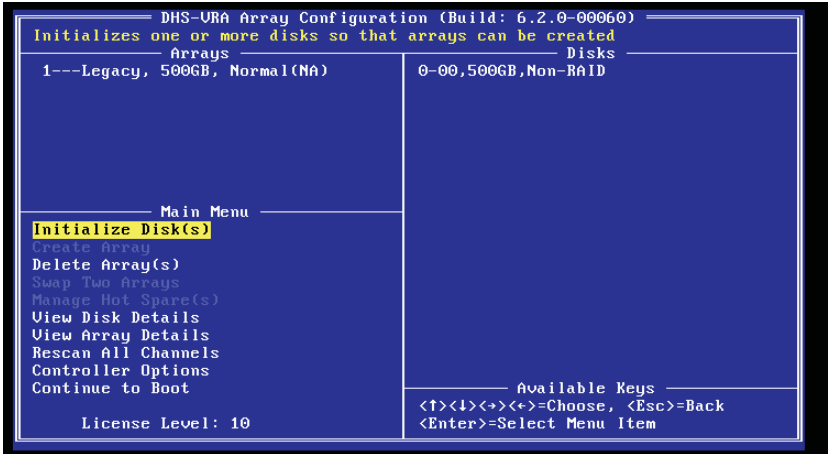 DHS-VRA Array Configuration (Build: 6.2.0-00060)
Initializes one or more disks so that arrays can be created
Arrays
1---Legacy, 500GB, Normal(NA)
Disks
0-00,500GB,Non-RAID
Main Menu
Initialize Disk(s)
Create Array
Delete Array(s)
Swap Two Arrays
Manage Hot Spare(s)
View Disk Details
View Array Details
Rescan All Channels
Controller Options
Continue to Boot
License Level: 10
Available Keys
<↑><↓><→><←>=Choose, <Esc>=Back
<Enter>=Select Menu Item